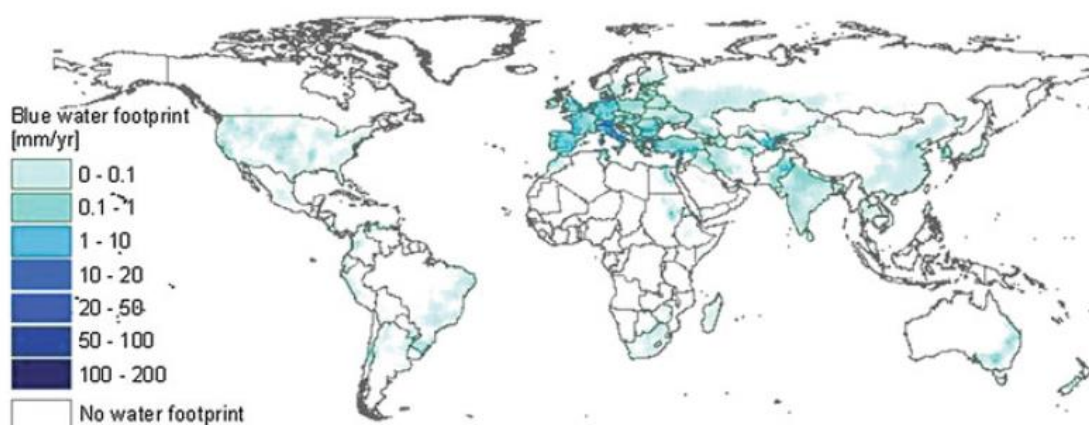 Blue water footprint
[mm/yr]
0 - 0.1
0.1 - 1
1 - 10
10 - 20
20 - 50
50 - 100
100 - 200
No water footprint